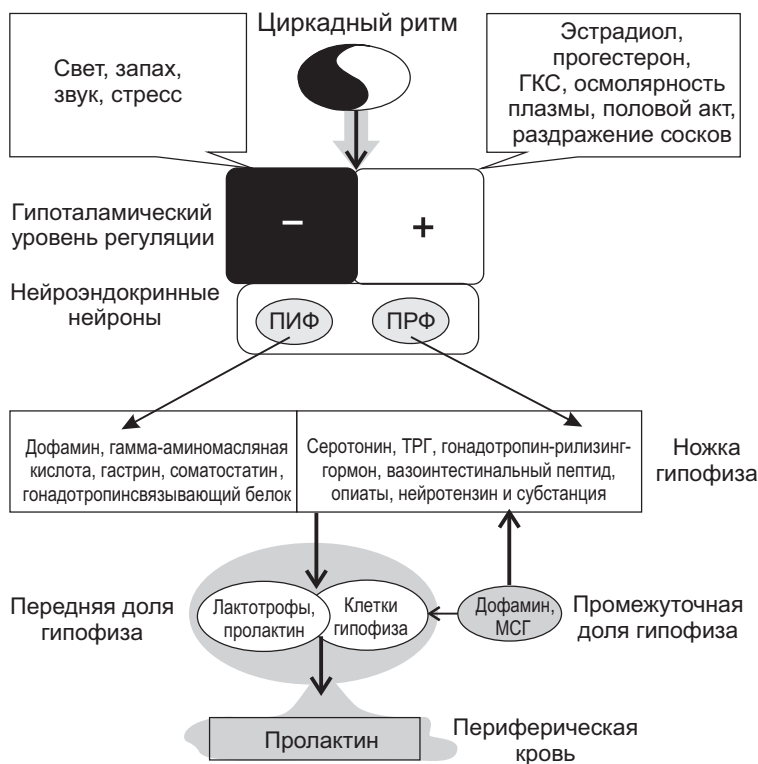 Циркадный ритм
Свет, запах,
звук, стресс
Эстрадиол,
прогестерон,
ГКС, осмолярность
плазмы, половой акт,
раздражение сосков
Гипоталамический
уровень регуляции
–
+
Нейроэндокринные
нейроны
ПИФ
ПРФ
Дофамин, гамма-аминомасляная
кислота, гастрин, соматостатин,
гонадотропинсвязывающий белок
Серотонин, ТРГ, гонадотропин-рилизинг-
гормон, вазоинтестинальный пептид,
опиаты, нейротензин и субстанция
Ножка
гипофиза
Передняя доля
гипофиза
Лактотрофы,
пролактин
Клетки
гипофиза
Дофамин,
МСГ
Промежуточная
доля гипофиза
Пролактин
Периферическая
кровь